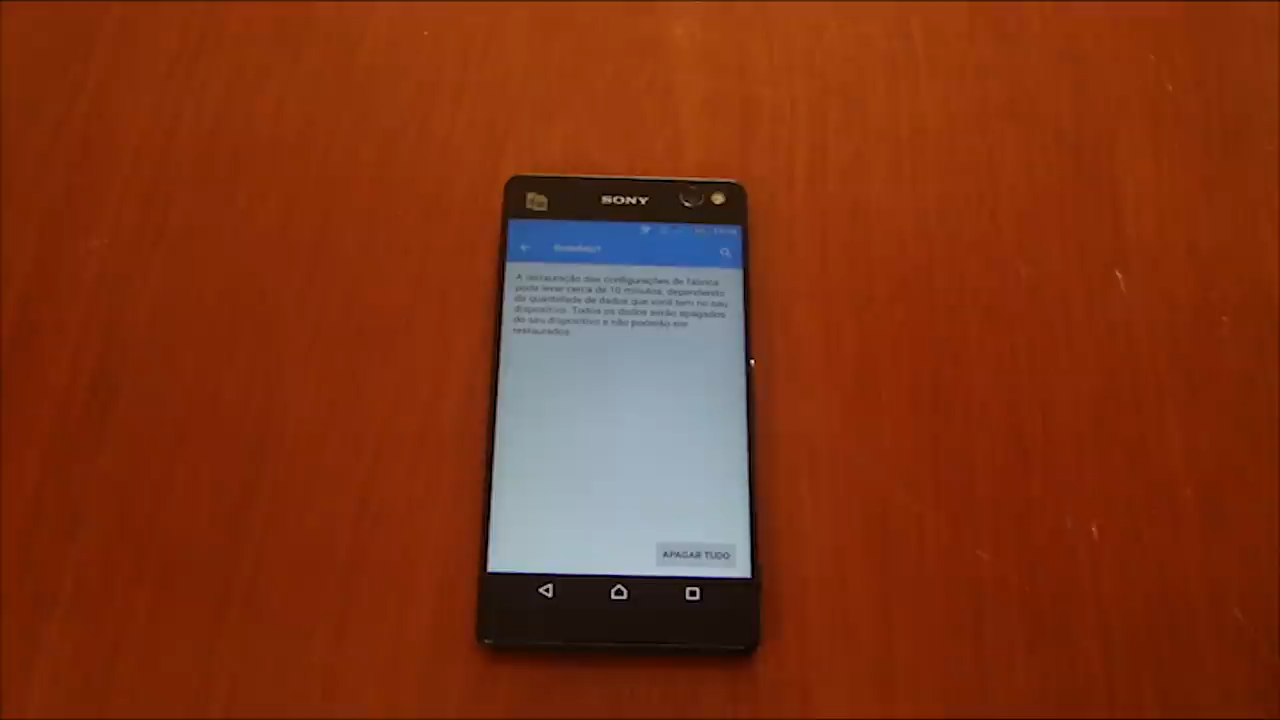 SONY
A restauração das configurações de fábrica
pode levar cerca de 10 minutos, dependendo
da quantidade de dados que você tem no seu
dispositivo. Todos os dados serão apagados
do seu dispositivo e não poderão ser
restaurados.
APAGAR TUDO